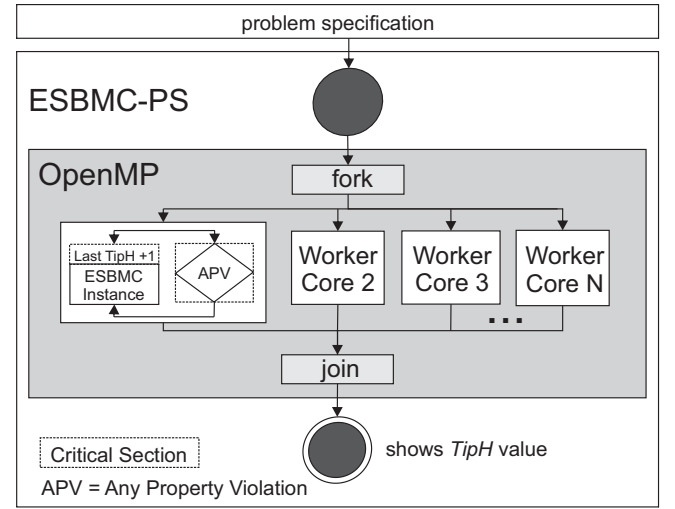 problem specification
ESBMC-PS
OpenMP
fork
Last TipH +1
ESBMC
Instance
APV
Worker
Core 2
Worker
Core 3
Worker
Core N
...
join
shows TipH value
Critical Section
APV = Any Property Violation